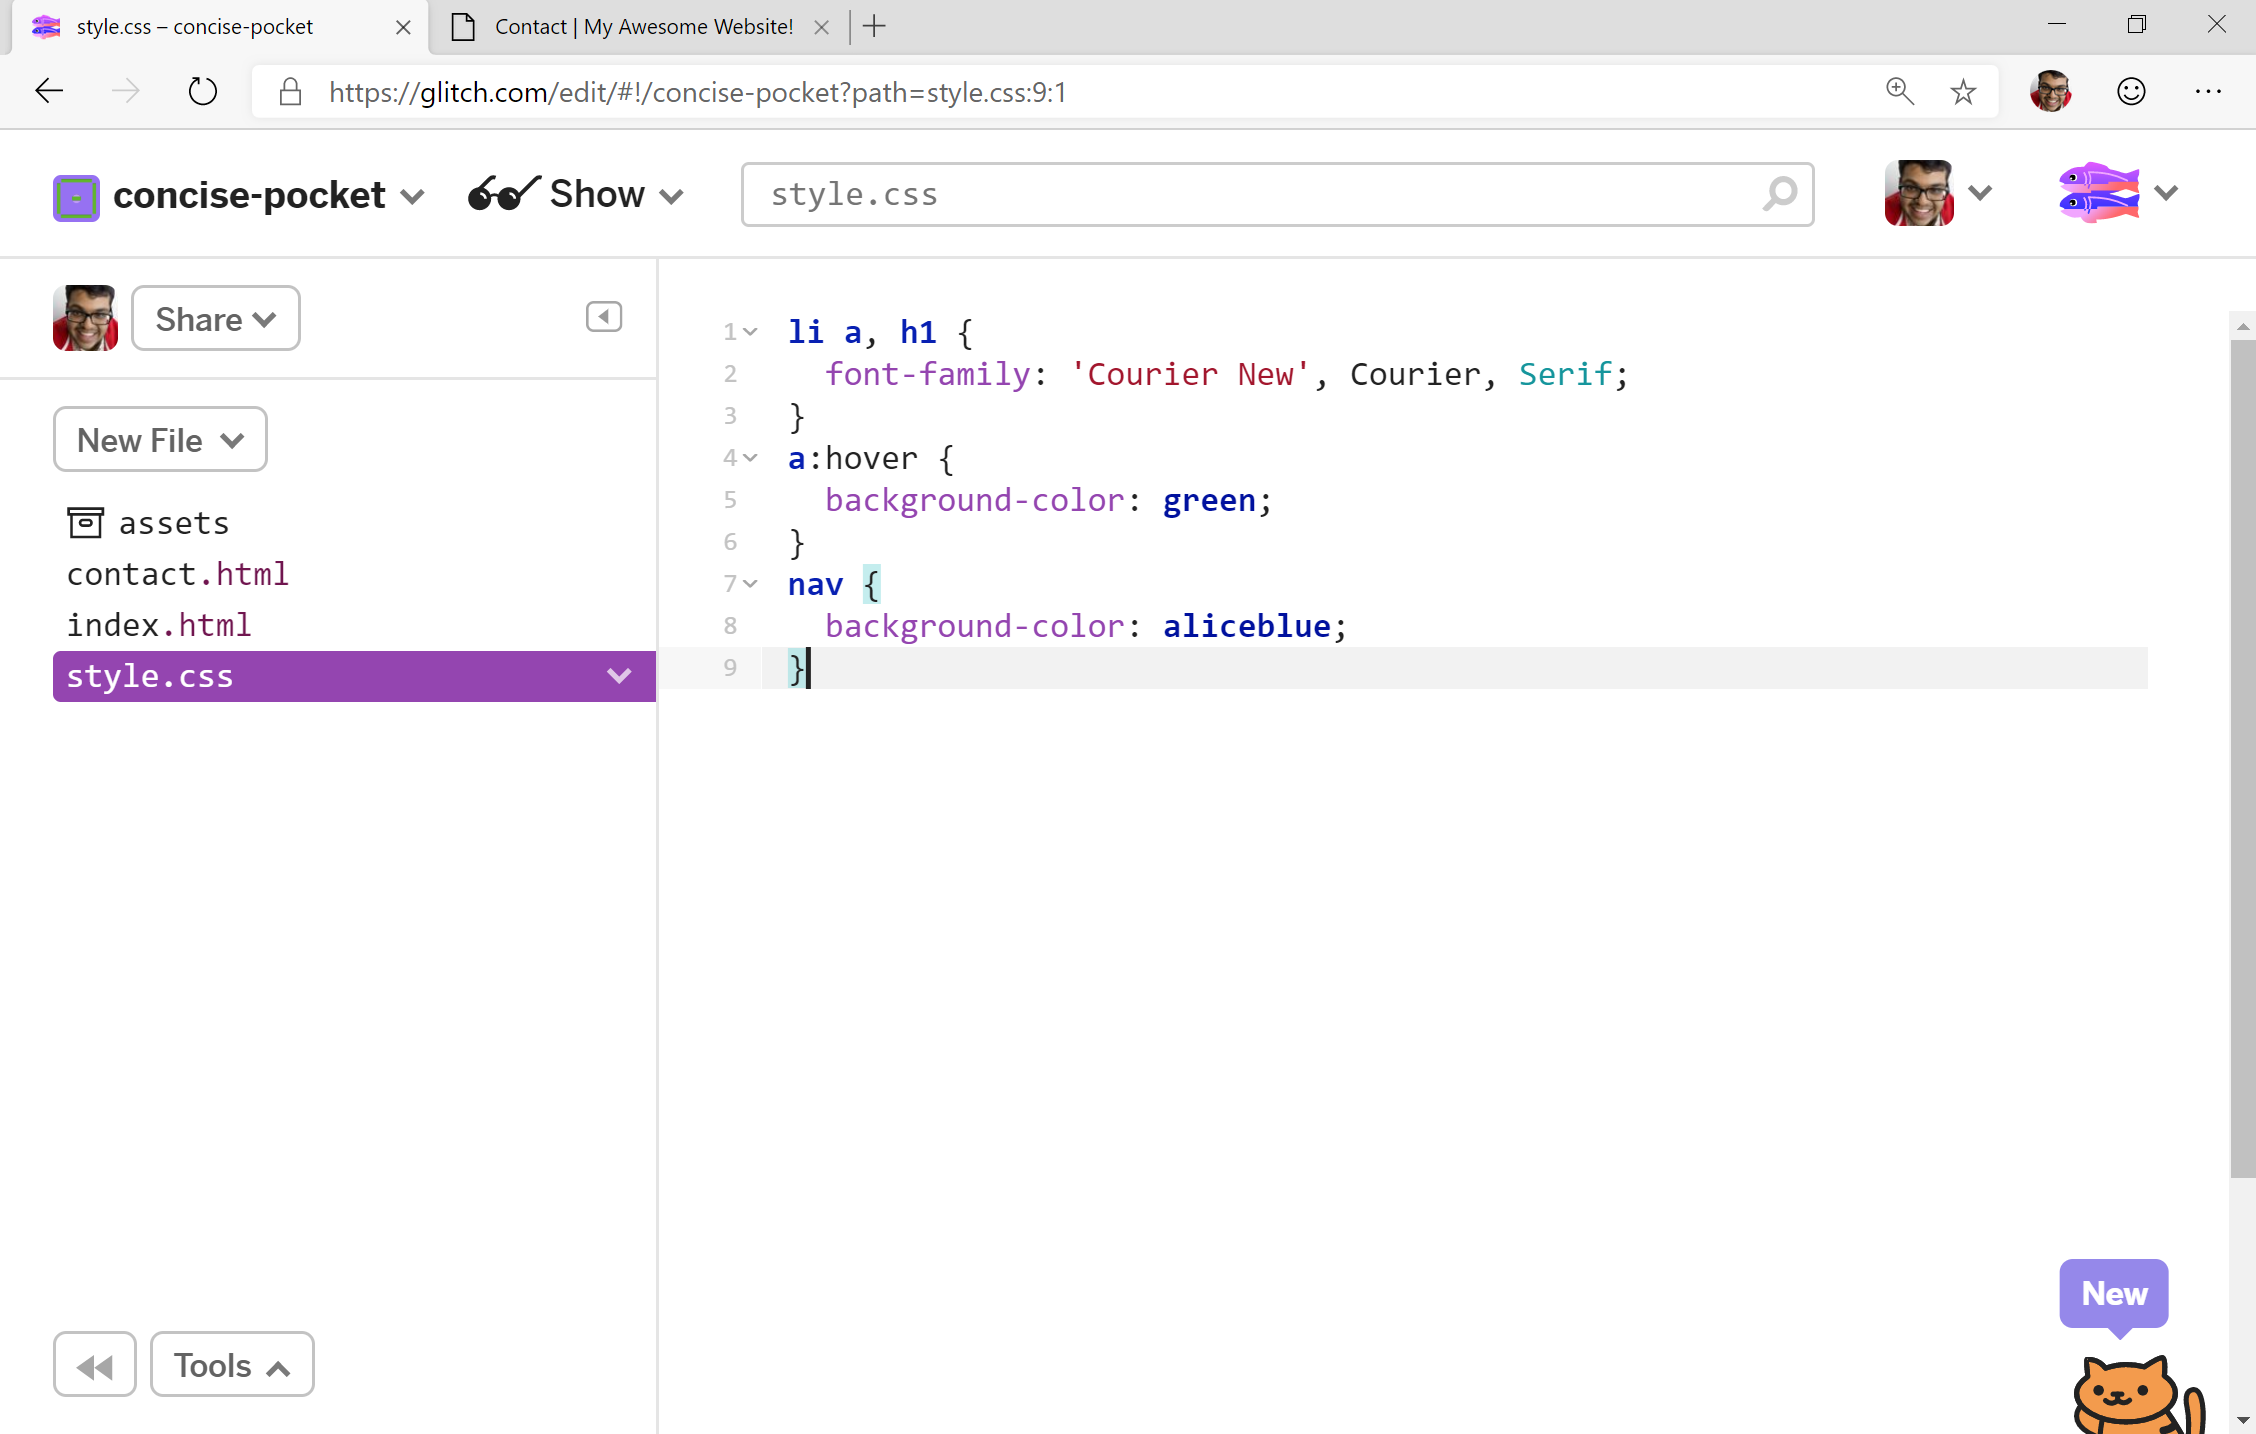 style.css – concise-pocket
Contact | My Awesome Website!
https://glitch.com/edit/#!/concise-pocket?path=style.css:9:1
concise-pocket
Show
style.css
Share
New File
assets
contact.html
index.html
style.css
1 li a, h1 {
2 font-family: 'Courier New', Courier, Serif;
3 }
4 a:hover {
5 background-color: green;
6 }
7 nav {
8 background-color: aliceblue;
9 }
New
Tools